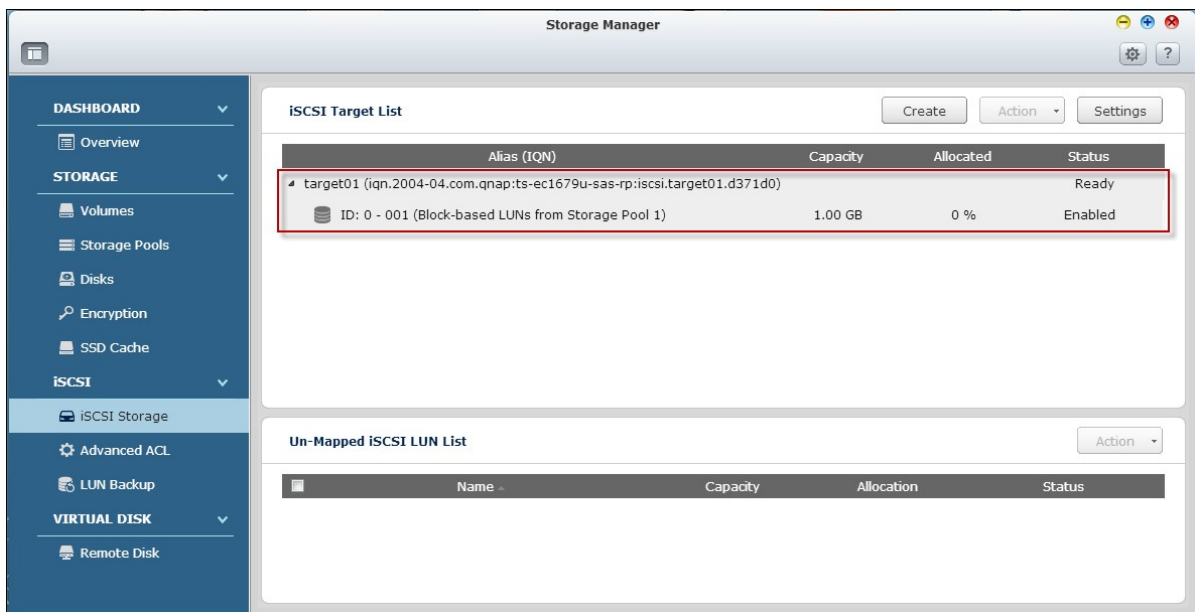 Storage Manager
?
DASHBOARD
Overview
STORAGE
Volumes
Storage Pools
Disks
Encryption
SSD Cache
iSCSI
iSCSI Storage
Advanced ACL
LUN Backup
VIRTUAL DISK
Remote Disk
iSCSI Target List
Create
Action
Settings
Alias (IQN) Capacity Allocated Status
target01 (iqn.2004-04.com.qnap:ts-ec1679u-sas-rp:iscsi.target01.d371d0) Ready
ID: 0 - 001 (Block-based LUNs from Storage Pool 1) 1.00 GB 0 % Enabled
Un-Mapped iSCSI LUN List
Action
Name Capacity Allocation Status